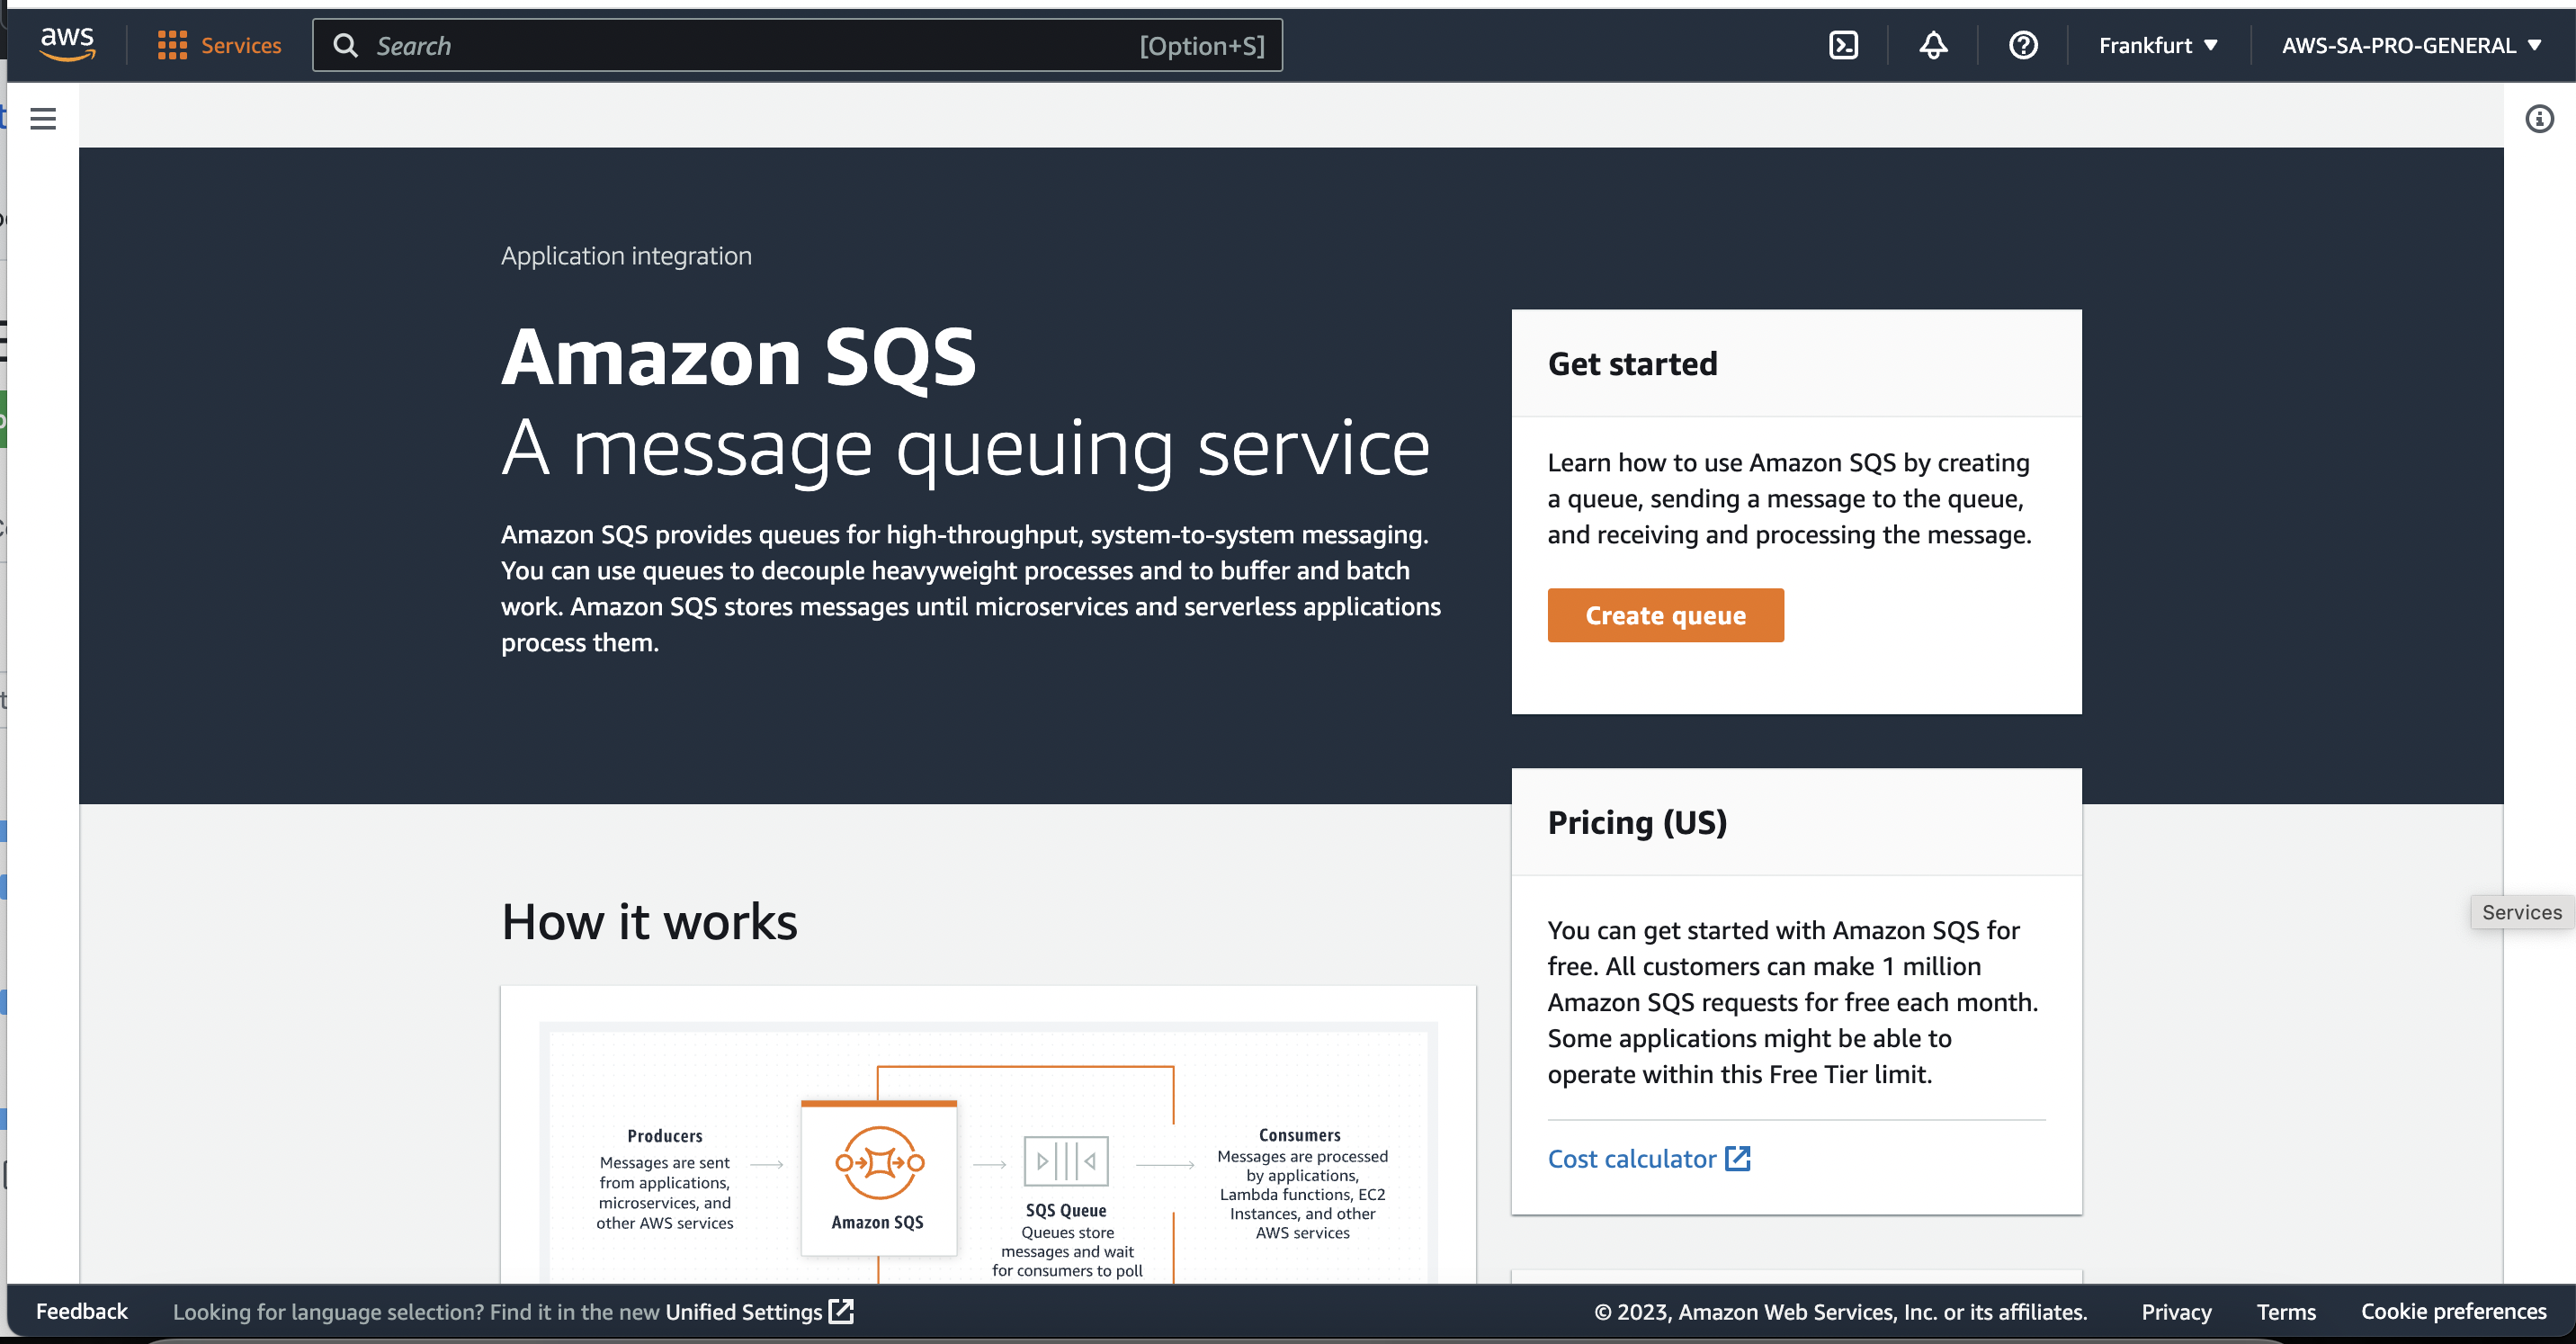 aws
Services
Search
[Option+S]
Frankfurt
AWS-SA-PRO-GENERAL
Application integration
Amazon SQS
A message queuing service
Amazon SQS provides queues for high-throughput, system-to-system messaging.
You can use queues to decouple heavyweight processes and to buffer and batch
work. Amazon SQS stores messages until microservices and serverless applications
process them.
Get started
Learn how to use Amazon SQS by creating
a queue, sending a message to the queue,
and receiving and processing the message.
Create queue
Pricing (US)
You can get started with Amazon SQS for
free. All customers can make 1 million
Amazon SQS requests for free each month.
Some applications might be able to
operate within this Free Tier limit.
Cost calculator
Services
How it works
Producers
Messages are sent
from applications,
microservices, and
other AWS services
Amazon SQS
SQS Queue
Queues store
messages and wait
for consumers to poll
Consumers
Messages are processed
by applications,
Lambda functions, EC2
Instances, and other
AWS services
Feedback
Looking for language selection? Find it in the new Unified Settings
© 2023, Amazon Web Services, Inc. or its affiliates.
Privacy
Terms
Cookie preferences